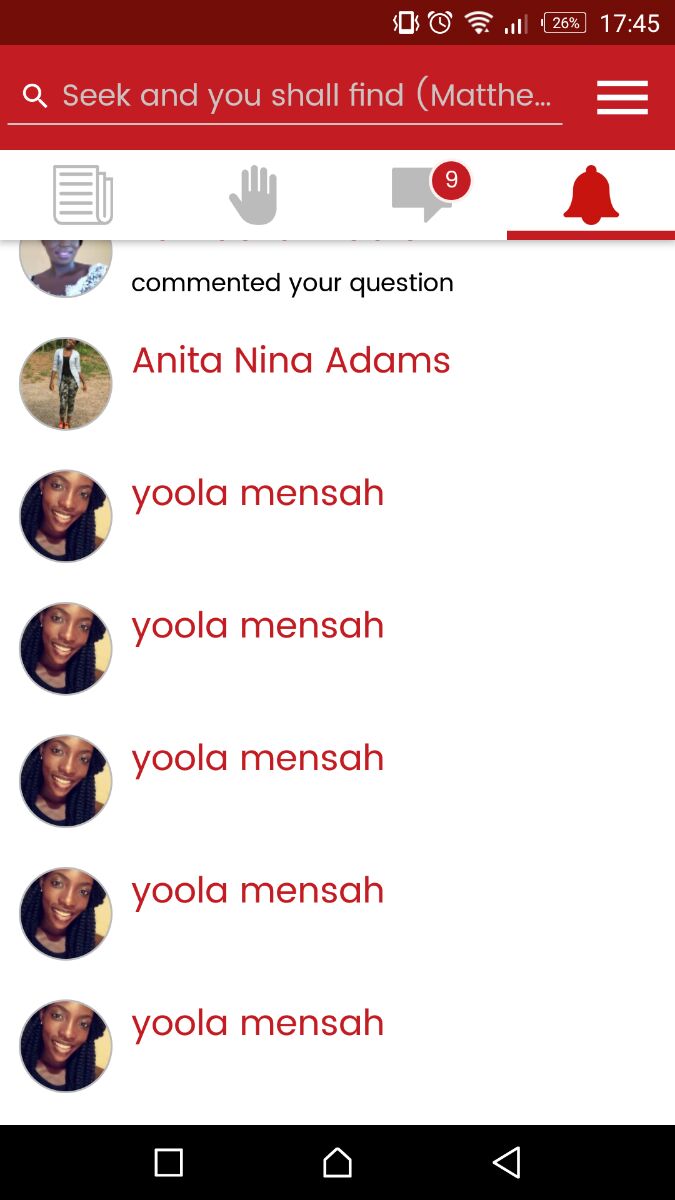 26% 17:45
Seek and you shall find (Matthe...
9
commented your question
Anita Nina Adams
yoola mensah
yoola mensah
yoola mensah
yoola mensah
yoola mensah